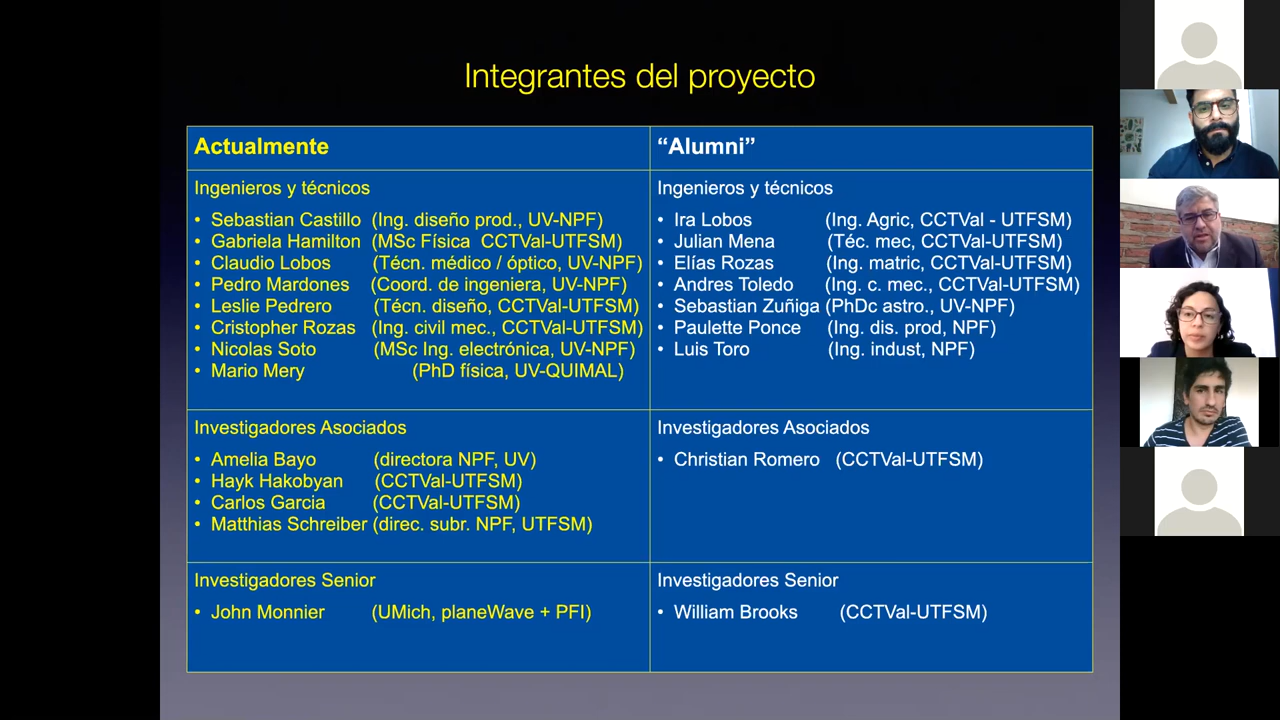 Integrantes del proyecto
Actualmente
Ingenieros y técnicos
• Sebastian Castillo (Ing. diseño prod., UV-NPF)
• Gabriela Hamilton (MSc Física CCTVal-UTFSM)
• Claudio Lobos (Técn. médico / óptico, UV-NPF)
• Pedro Mardones (Coord. de ingeniera, UV-NPF)
• Leslie Pedrero (Técn. diseño, CCTVal-UTFSM)
• Cristopher Rozas (Ing. civil mec., CCTVal-UTFSM)
• Nicolas Soto (MSc Ing. electrónica, UV-NPF)
• Mario Mery (PhD física, UV-QUIMAL)
Investigadores Asociados
• Amelia Bayo (directora NPF, UV)
• Hayk Hakobyan (CCTVal-UTFSM)
• Carlos Garcia (CCTVal-UTFSM)
• Matthias Schreiber (direc. subr. NPF, UTFSM)
Investigadores Senior
• John Monnier (UMich, planeWave + PFI)
“Alumni”
Ingenieros y técnicos
• Ira Lobos (Ing. Agric, CCTVal - UTFSM)
• Julian Mena (Téc. mec, CCTVal-UTFSM)
• Elías Rozas (Ing. matric, CCTVal-UTFSM)
• Andres Toledo (Ing. c. mec., CCTVal-UTFSM)
• Sebastian Zuñiga (PhDc astro., UV-NPF)
• Paulette Ponce (Ing. dis. prod, NPF)
• Luis Toro (Ing. indust, NPF)
Investigadores Asociados
• Christian Romero (CCTVal-UTFSM)
Investigadores Senior
• William Brooks (CCTVal-UTFSM)